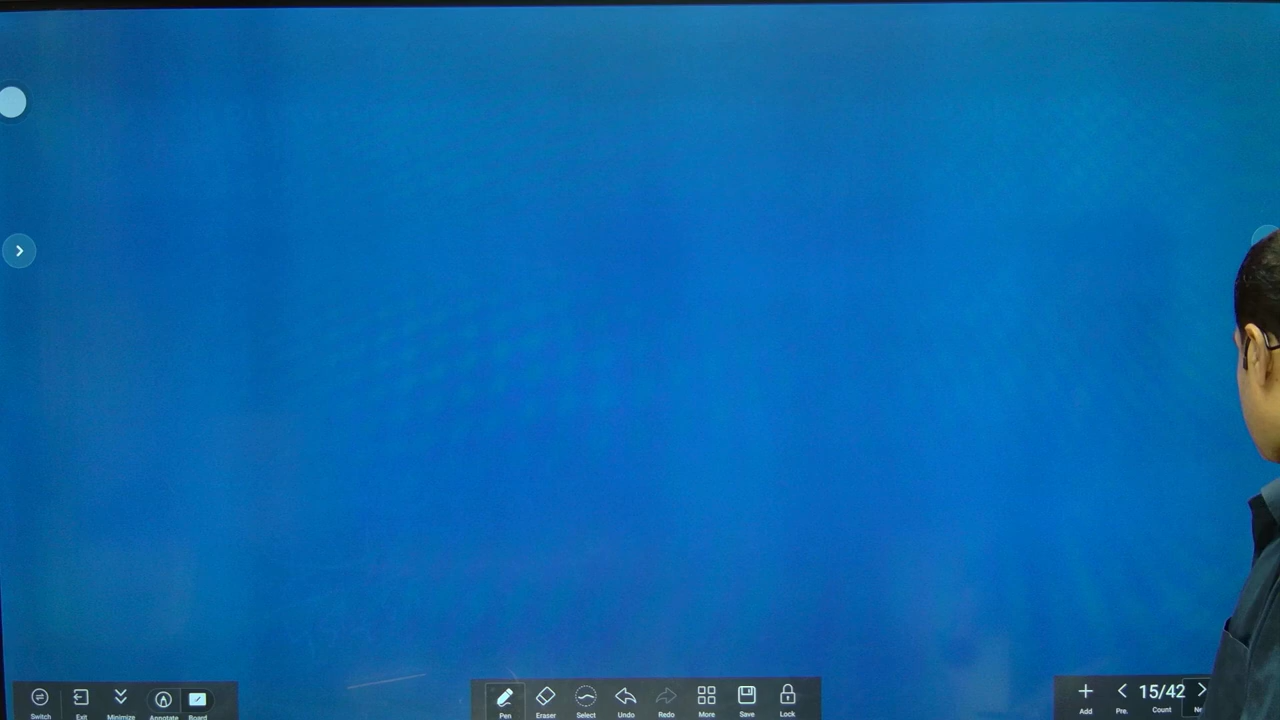 Switch Exit Minimize Annotate Board
Pen Eraser Select Undo Redo More Save Lock
15/42
Add Pre. Count